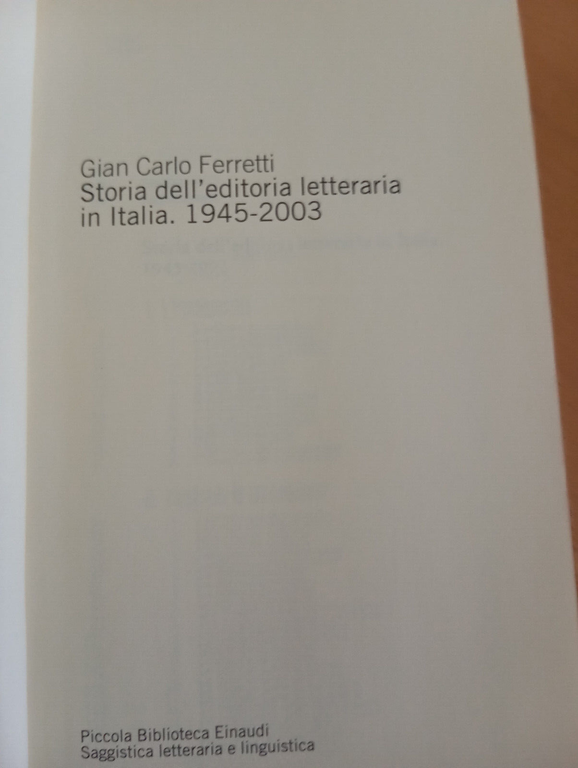 Gian Carlo Ferretti
Storia dell'editoria letteraria
in Italia. 1945-2003
Piccola Biblioteca Einaudi
Saggistica letteraria e linguistica